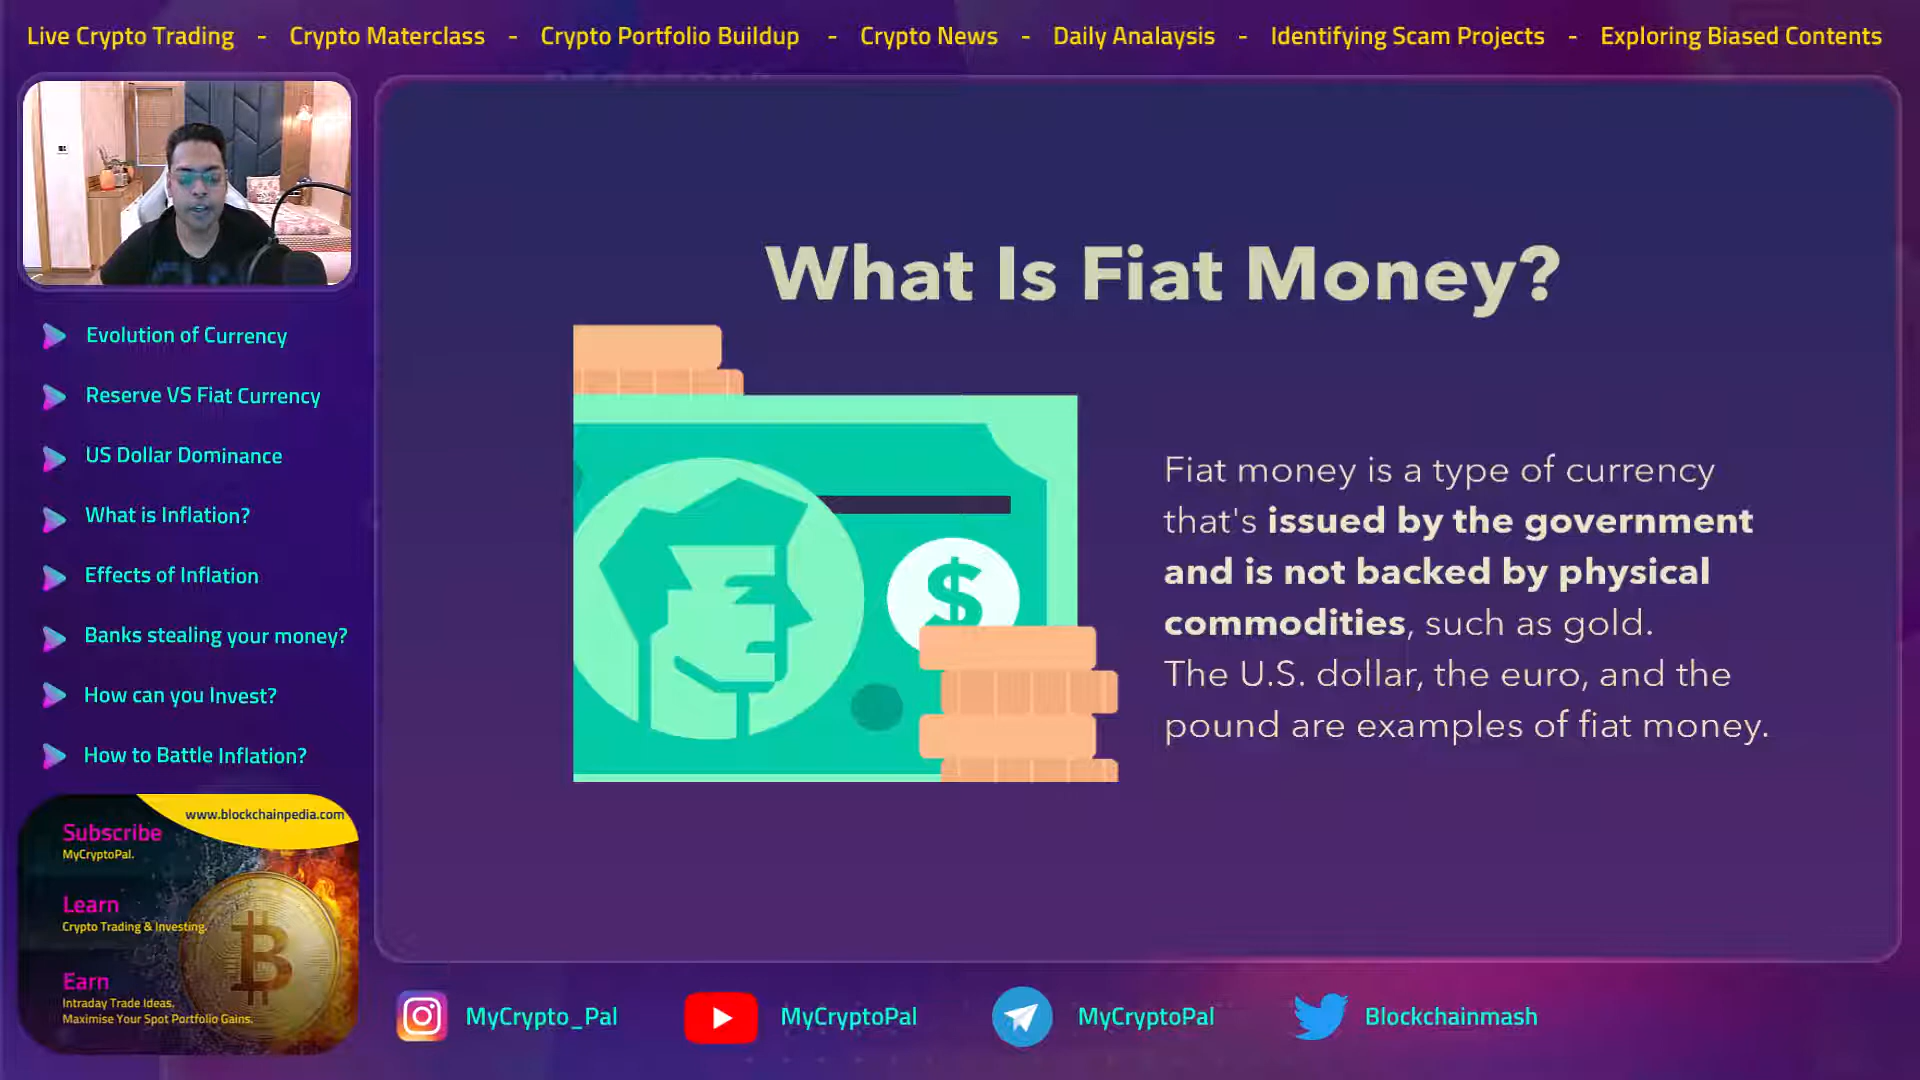 Live Crypto Trading - Crypto Materclass - Crypto Portfolio Buildup - Crypto News - Daily Analaysis - Identifying Scam Projects - Exploring Biased Contents
Evolution of Currency
Reserve VS Fiat Currency
US Dollar Dominance
What is Inflation?
Effects of Inflation
Banks stealing your money?
How can you Invest?
How to Battle Inflation?
www.blockchainpedia.com
Subscribe
MyCryptoPal.
Learn
Crypto Trading & Investing.
Earn
Intraday Trade Ideas.
Maximise Your Spot Portfolio Gains.
What Is Fiat Money?
$
Fiat money is a type of currency
that's issued by the government
and is not backed by physical
commodities, such as gold.
The U.S. dollar, the euro, and the
pound are examples of fiat money.
MyCrypto_Pal
MyCryptoPal
MyCryptoPal
Blockchainmash